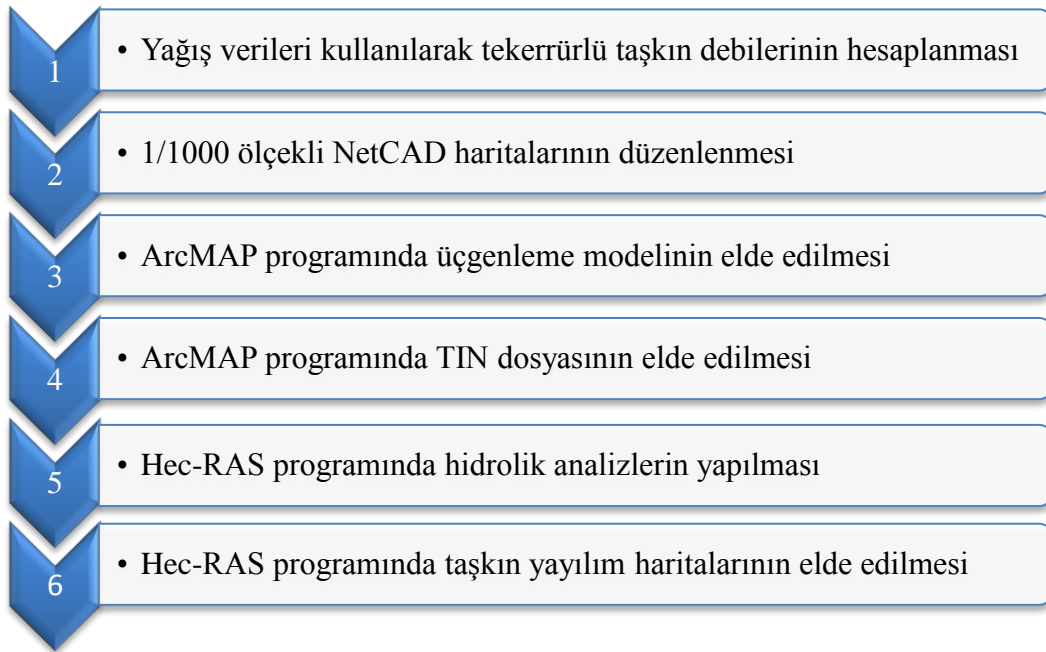 1
• Yağış verileri kullanılarak tekerrürlü taşkın debilerinin hesaplanması
2
• 1/1000 ölçekli NetCAD haritalarının düzenlenmesi
3
• ArcMAP programında üçgenleme modelinin elde edilmesi
4
• ArcMAP programında TIN dosyasının elde edilmesi
5
• Hec-RAS programında hidrolik analizlerin yapılması
6
• Hec-RAS programında taşkın yayılım haritalarının elde edilmesi